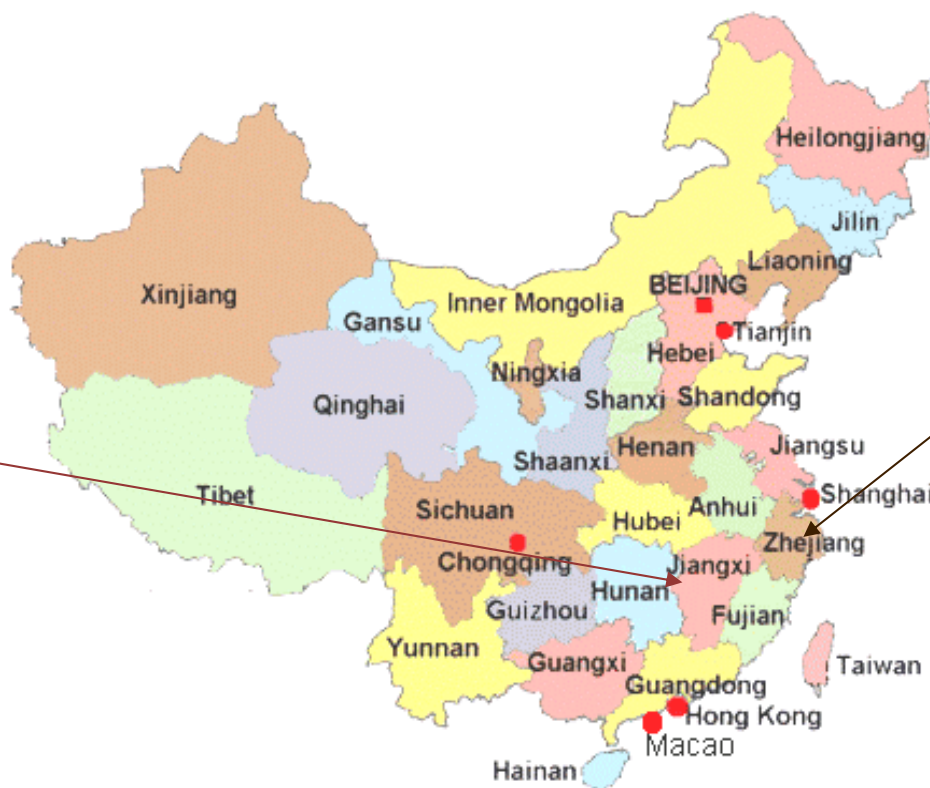 Heilongjiang
Jilin
Liaoning
BEIJING
Xinjiang
Inner Mongolia
Gansu
Tianjin
Hebei
Ningxia
Shanxi
Shandong
Qinghai
Henan
Jiangsu
Shaanxi
Tibet
Shanghai
Anhui
Sichuan
Hubei
Zhejiang
Chongqing
Jiangxi
Hunan
Guizhou
Fujian
Yunnan
Guangxi
Taiwan
Guangdong
Hong Kong
Macao
Hainan